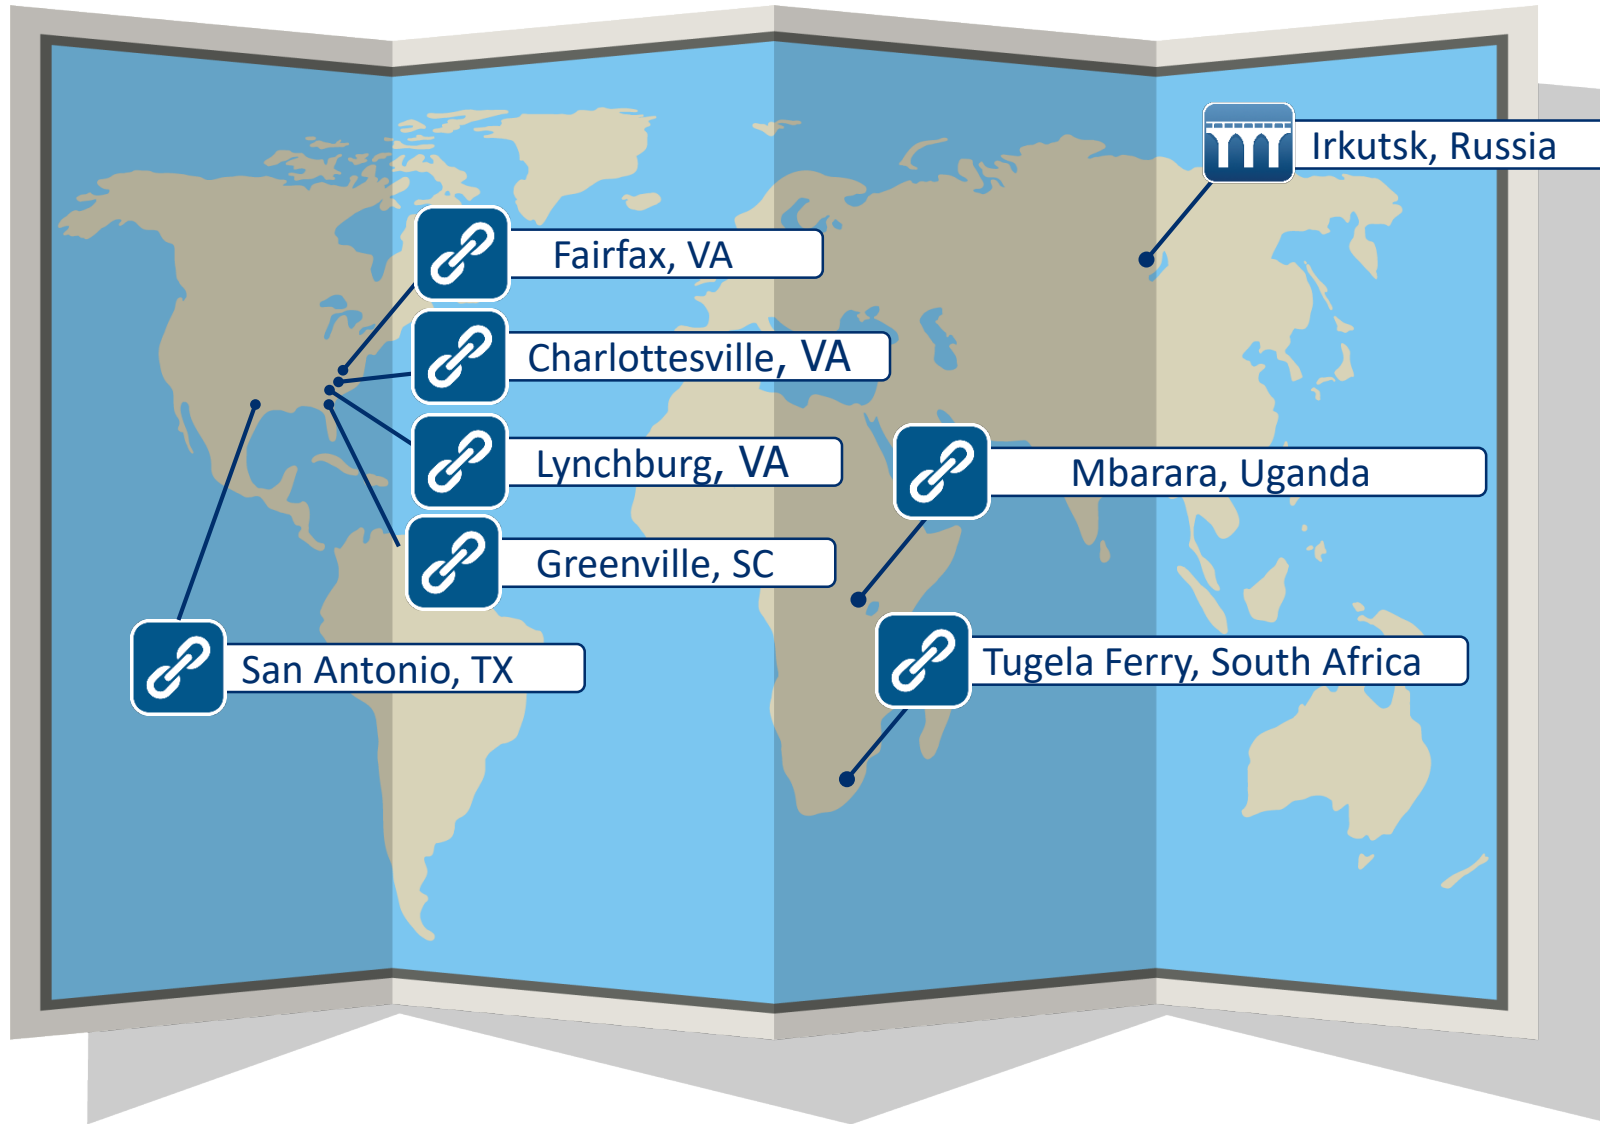 Irkutsk, Russia
Fairfax, VA
Charlottesville, VA
Lynchburg, VA
Mbarara, Uganda
Greenville, SC
San Antonio, TX
Tugela Ferry, South Africa